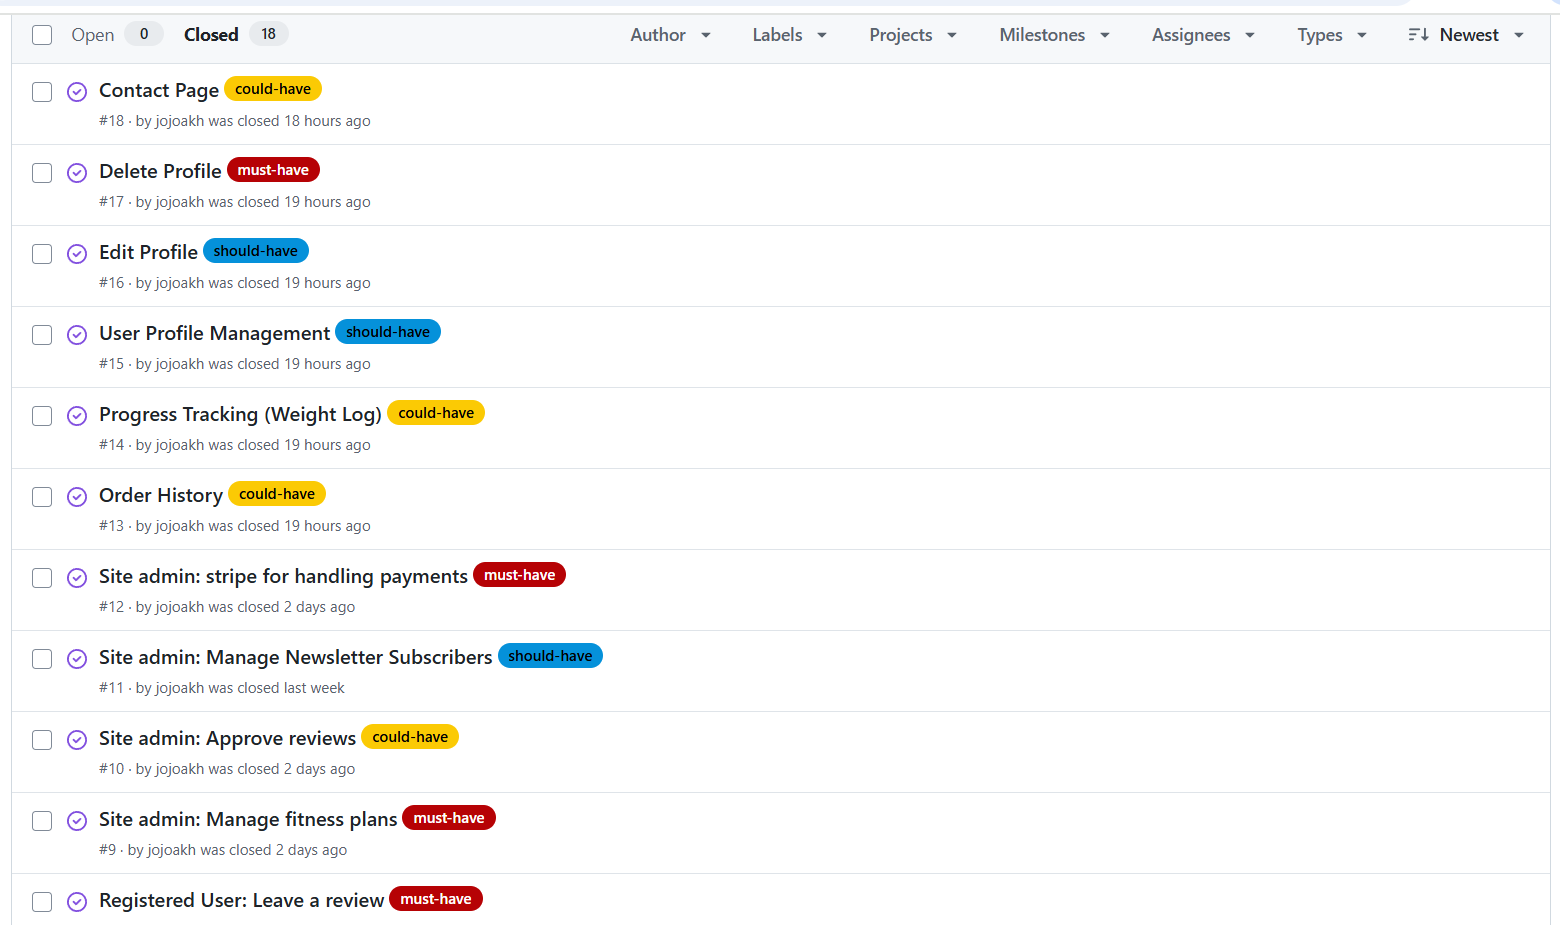 Open 0 Closed 18 Author Labels Projects Milestones Assignees Types Newest
Contact Page could-have
#18 · by jojoakh was closed 18 hours ago
Delete Profile must-have
#17 · by jojoakh was closed 19 hours ago
Edit Profile should-have
#16 · by jojoakh was closed 19 hours ago
User Profile Management should-have
#15 · by jojoakh was closed 19 hours ago
Progress Tracking (Weight Log) could-have
#14 · by jojoakh was closed 19 hours ago
Order History could-have
#13 · by jojoakh was closed 19 hours ago
Site admin: stripe for handling payments must-have
#12 · by jojoakh was closed 2 days ago
Site admin: Manage Newsletter Subscribers should-have
#11 · by jojoakh was closed last week
Site admin: Approve reviews could-have
#10 · by jojoakh was closed 2 days ago
Site admin: Manage fitness plans must-have
#9 · by jojoakh was closed 2 days ago
Registered User: Leave a review must-have